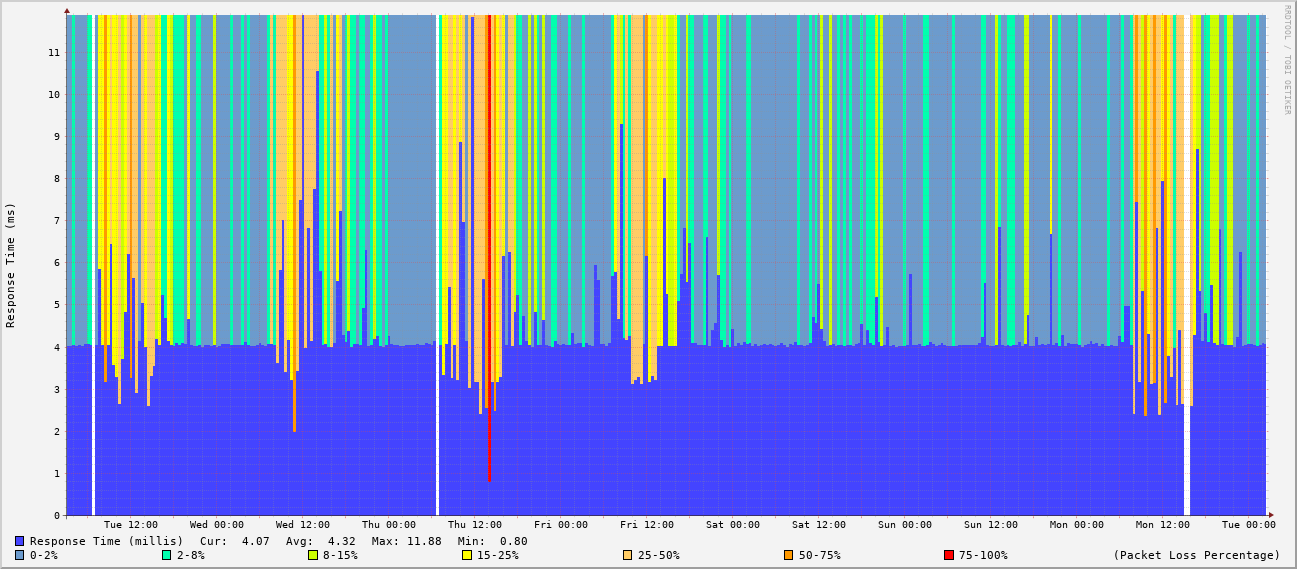 RRDTOOL / TOBI OETIKER
Response Time (ms)
11
10
9
8
7
6
5
4
3
2
1
0
Tue 12:00 Wed 00:00 Wed 12:00 Thu 00:00 Thu 12:00 Fri 00:00 Fri 12:00 Sat 00:00 Sat 12:00 Sun 00:00 Sun 12:00 Mon 00:00 Mon 12:00 Tue 00:00
Response Time (millis) Cur: 4.07 Avg: 4.32 Max: 11.88 Min: 0.80
0-2% 2-8% 8-15% 15-25% 25-50% 50-75% 75-100% (Packet Loss Percentage)